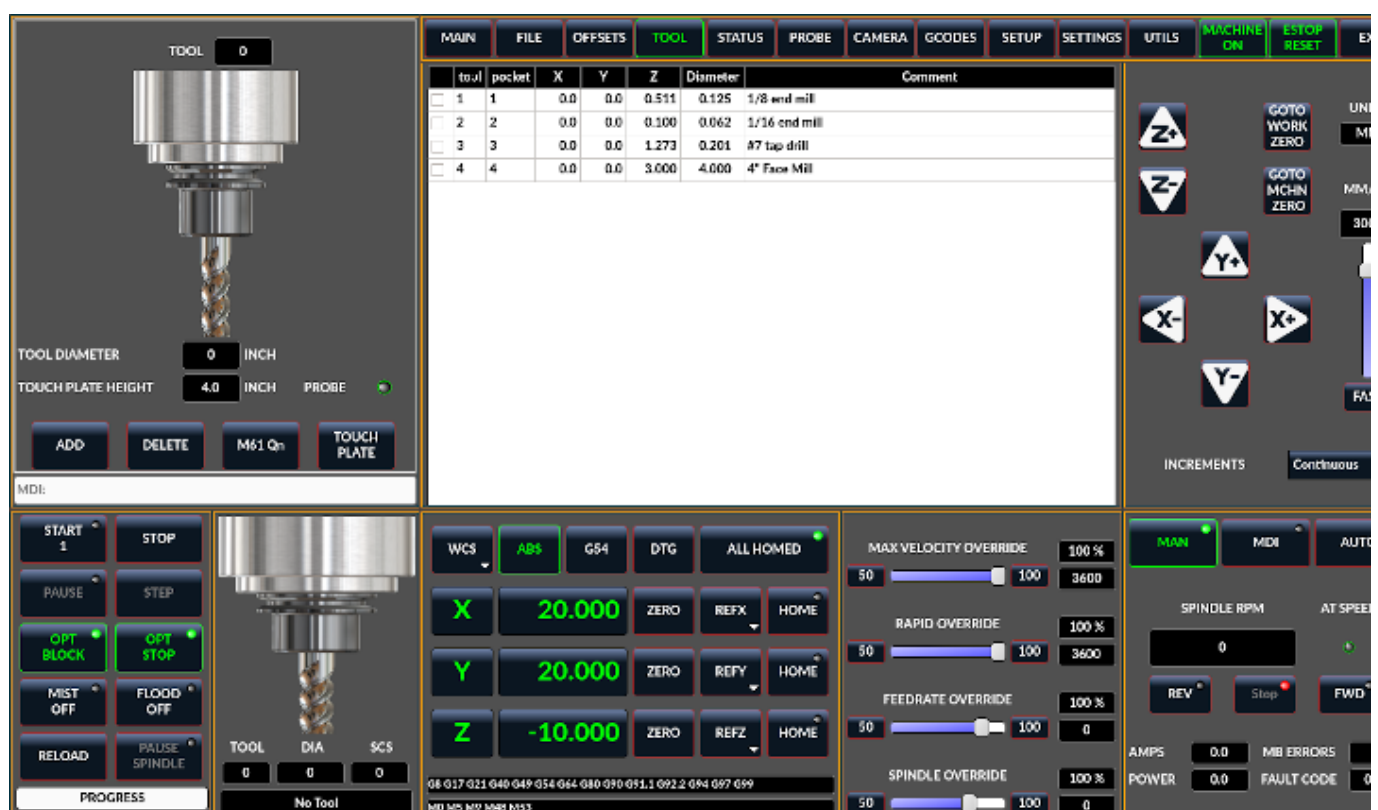 TOOL 0
TOOL DIAMETER 0 INCH
TOUCH PLATE HEIGHT 4.0 INCH PROBE
ADD DELETE M61 Qn TOUCH PLATE
MDI:
MAIN FILE OFFSETS TOOL STATUS PROBE CAMERA GCODES SETUP SETTINGS UTILS MACHINE ON ESTOP RESET
tool pocket X Y Z Diameter Comment
1 1 0.0 0.0 0.511 0.125 1/8 end mill
2 2 0.0 0.0 0.100 0.062 1/16 end mill
3 3 0.0 0.0 1.273 0.201 #7 tap drill
4 4 0.0 0.0 3.000 4.000 4" Face Mill
Z+ GOTO WORK ZERO
Z- GOTO MCHN ZERO
Y+
X- X+
Y-
INCREMENTS Continuous
START 1 STOP
PAUSE STEP
OPT BLOCK OPT STOP
MIST OFF FLOOD OFF
RELOAD PAUSE SPINDLE
PROGRESS
TOOL DIA SCS
0 0 0
No Tool
WCS ABS G54 DTG ALL HOMED
X 20.000 ZERO REFX HOME
Y 20.000 ZERO REFY HOME
Z -10.000 ZERO REFZ HOME
G8 G17 G21 G40 G49 G54 G64 G80 G90 G91.1 G92.2 G94 G97 G99
M0 M5 M9 M48 M53
MAX VELOCITY OVERRIDE 100 %
50 100 3600
RAPID OVERRIDE 100 %
50 100 3600
FEEDRATE OVERRIDE 100 %
50 100 0
SPINDLE OVERRIDE 100 %
50 100 0
MAN MDI AUTO
SPINDLE RPM AT SPEED
0
REV Stop FWD
AMPS 0.0 MB ERRORS
POWER 0.0 FAULT CODE